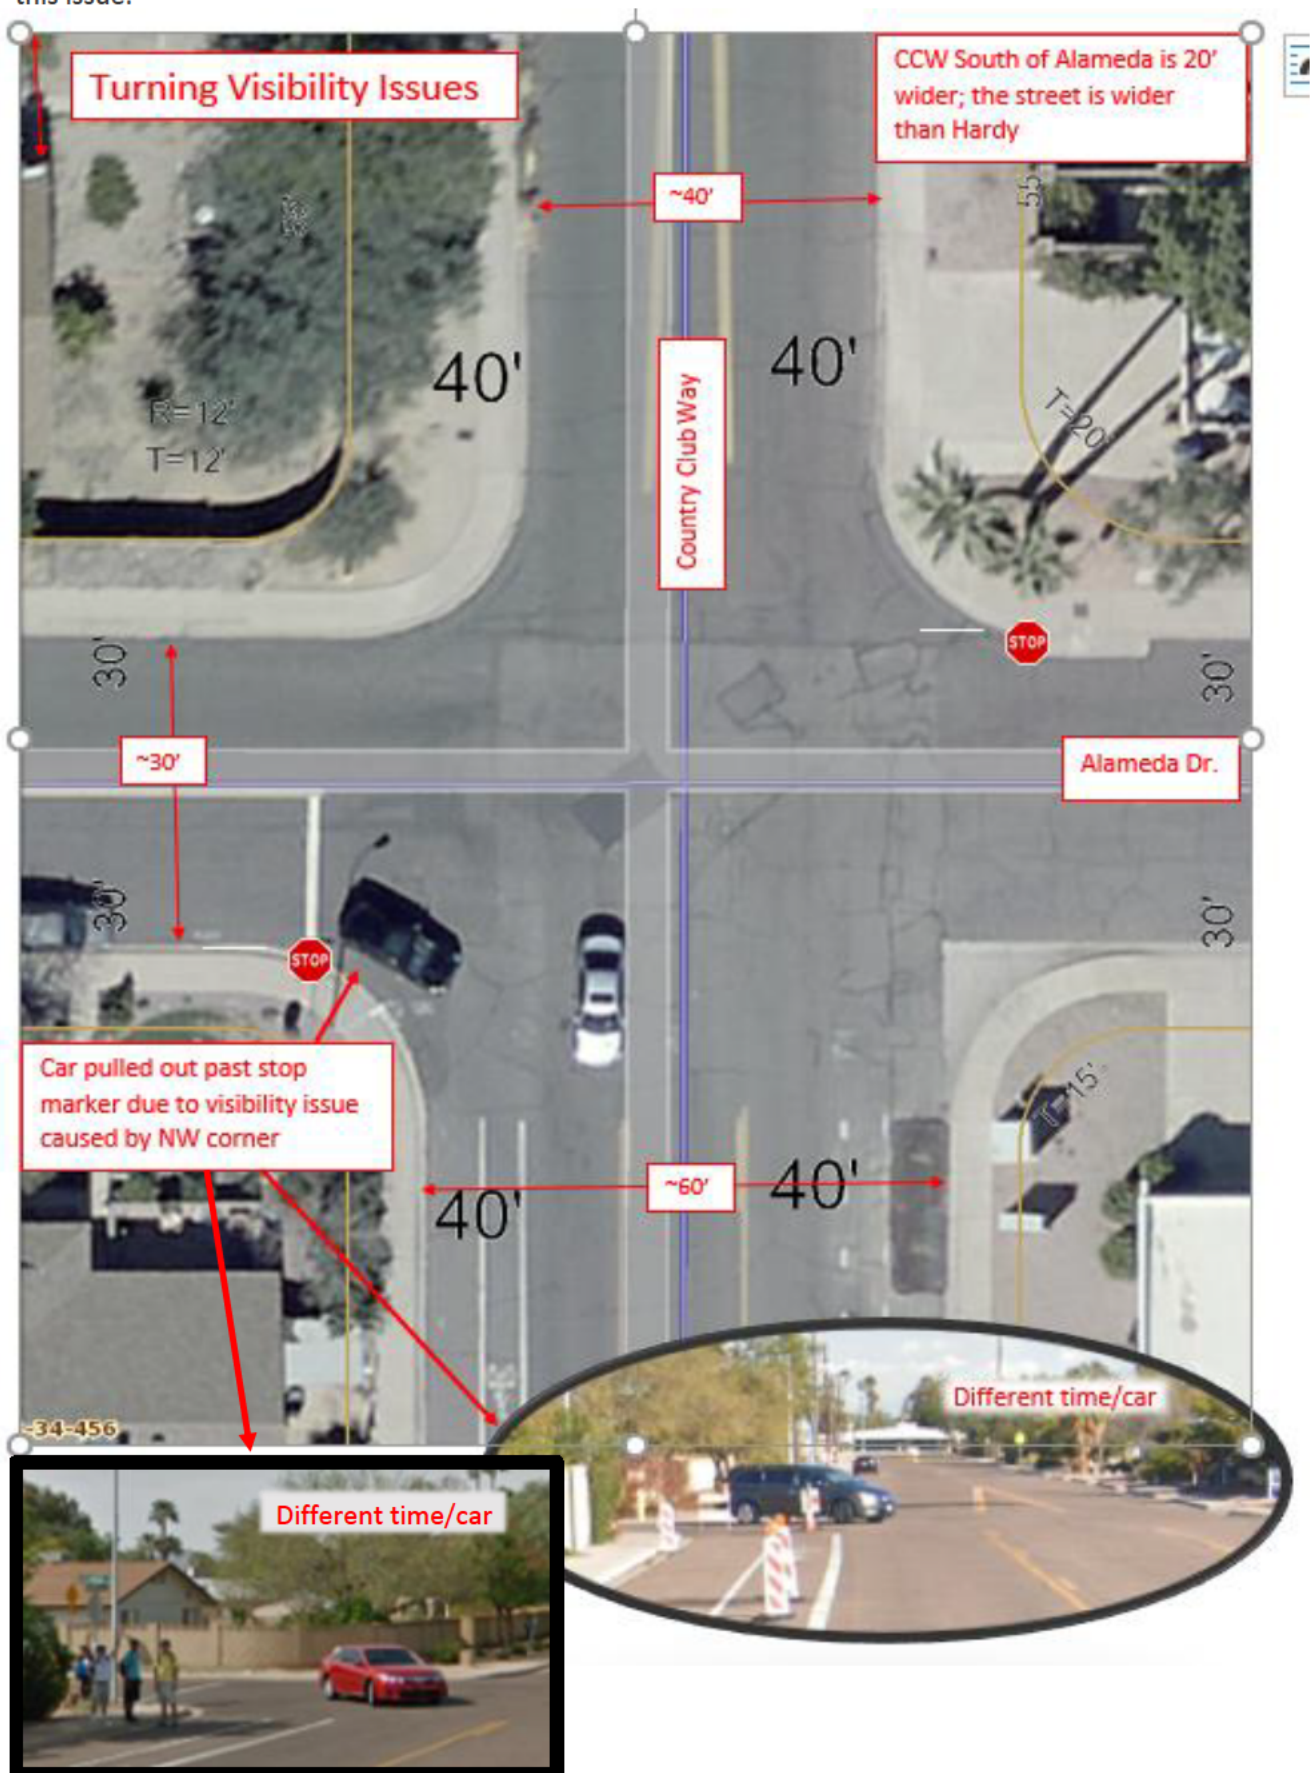 this issue.
Turning Visibility Issues
CCW South of Alameda is 20'
wider; the street is wider
than Hardy
~40'
55
40'
40'
Country Club Way
R=12'
T=12'
T=20'
STOP
30'
30'
~30'
Alameda Dr.
30'
30'
STOP
Car pulled out past stop
marker due to visibility issue
caused by NW corner
T=15'
40'
~60'
40'
-34-456
Different time/car
Different time/car